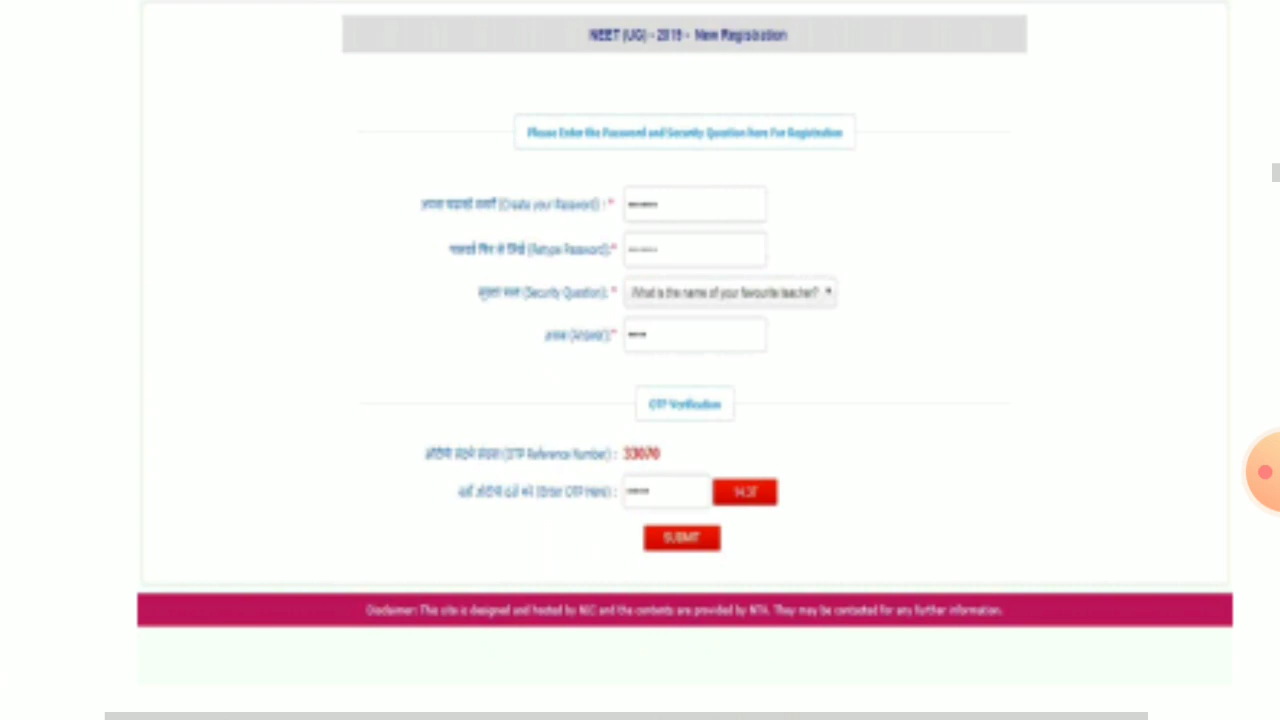 NEET (UG) - 2019 - New Registration
Please Enter the Password and Security Question here For Registration
(Create your Password) : *
(Retype Password):*
(Security Question): * What is the name of your favourite teacher?
(Answer):*
OTP Verification
(OTP Reference Number) : 33070
(Enter OTP Here) :
SUBMIT
Disclaimer: This site is designed and hosted by NIC and the contents are provided by NTA. They may be contacted for any further information.